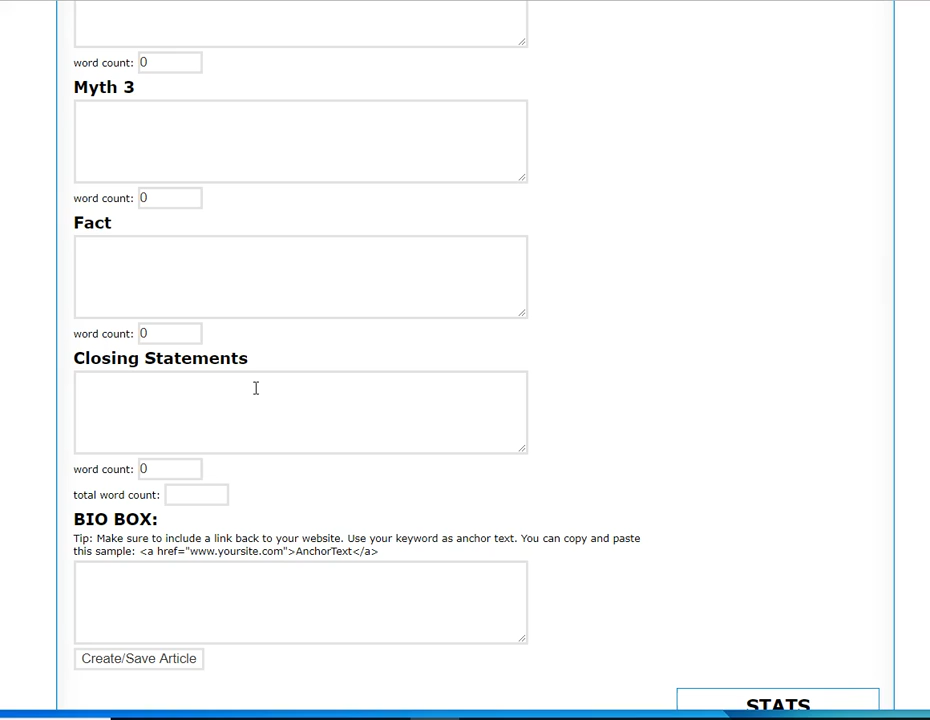 word count: 0
Myth 3
word count: 0
Fact
word count: 0
Closing Statements
word count: 0
total word count:
BIO BOX:
Tip: Make sure to include a link back to your website. Use your keyword as anchor text. You can copy and paste
this sample: <a href="www.yoursite.com">AnchorText</a>
Create/Save Article
STATS